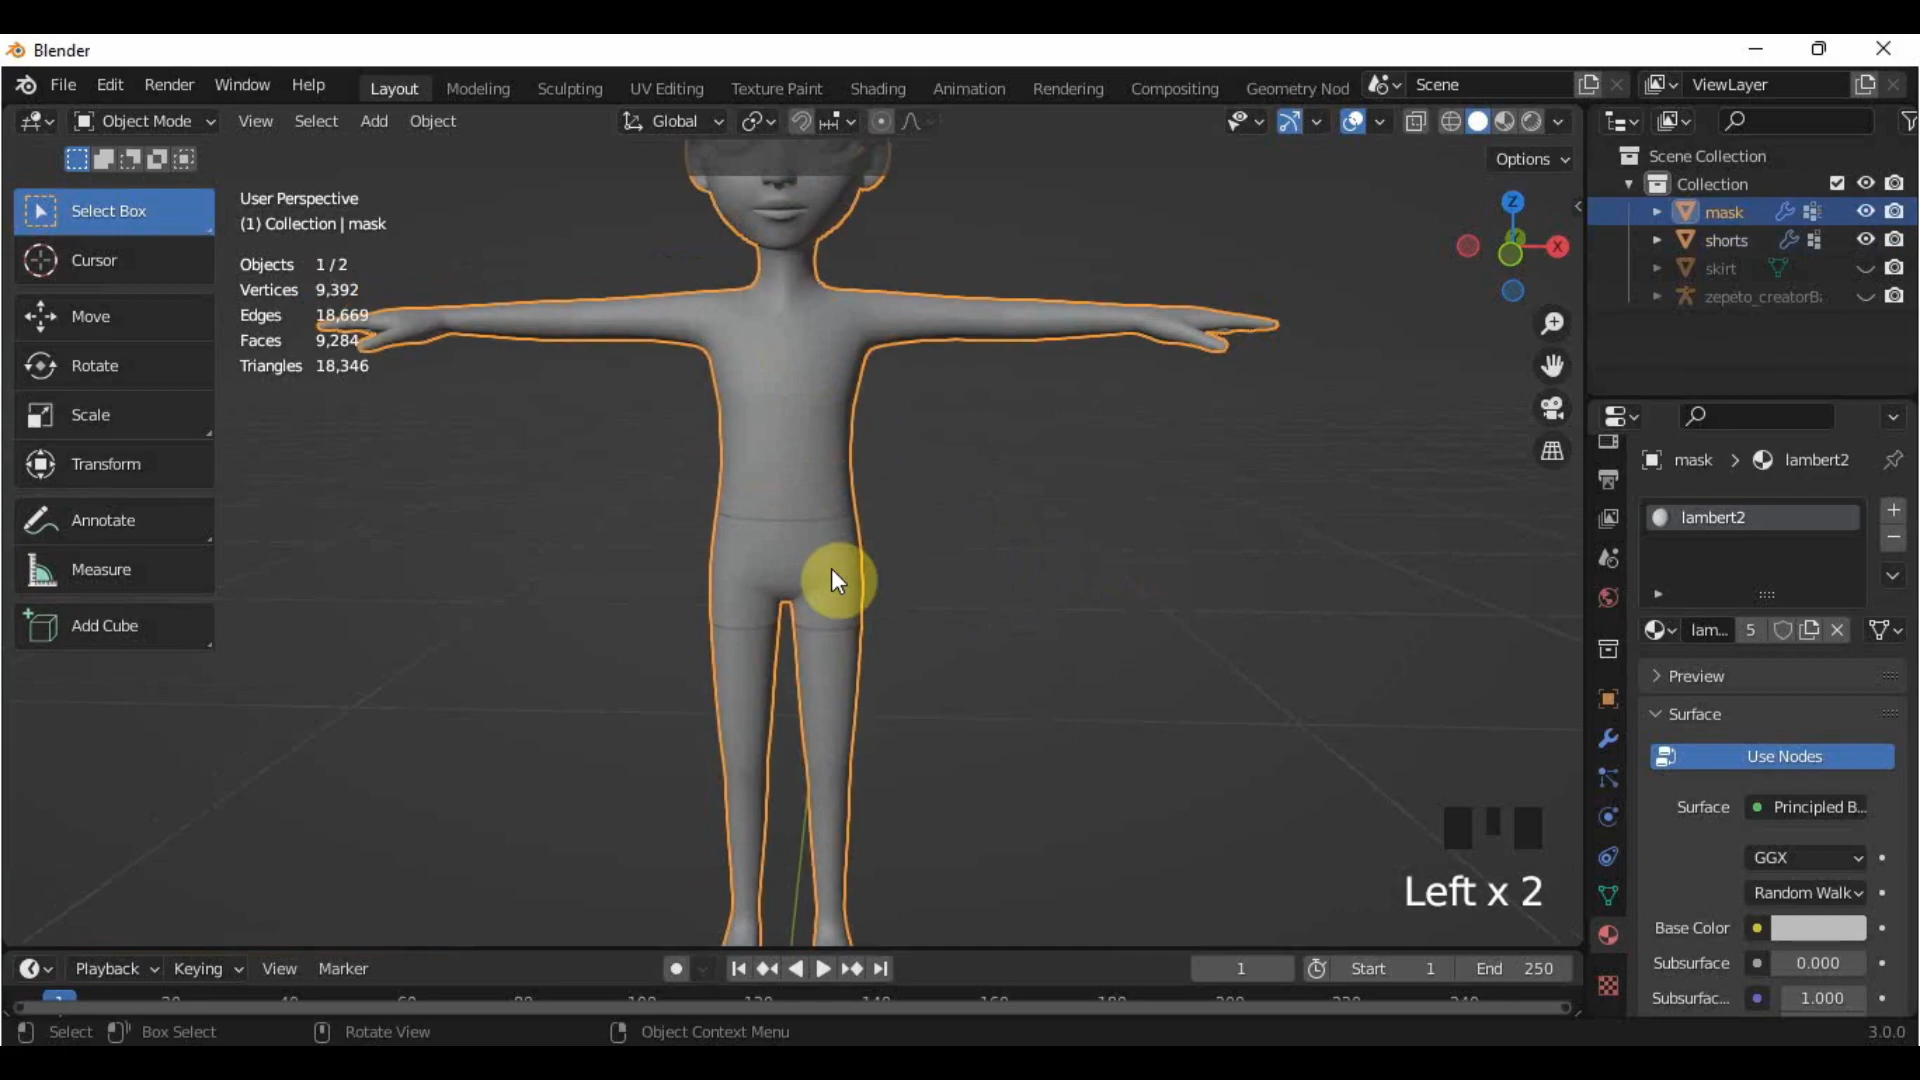 Blender
File Edit Render Window Help Layout Modeling Sculpting UV Editing Texture Paint Shading Animation Rendering Compositing Geometry Nod Scene ViewLayer
Object Mode View Select Add Object Global
Options
Select Box
Cursor
Move
Rotate
Scale
Transform
Annotate
Measure
Add Cube
User Perspective
(1) Collection | mask
Objects 1 / 2
Vertices 9,392
Edges 18,669
Faces 9,284
Triangles 18,346
Z
X
Left x 2
Scene Collection
Collection
mask
shorts
skirt
zepeto_creatorB
mask > lambert2
lambert2
lam... 5
Preview
Surface
Use Nodes
Surface Principled B...
GGX
Random Walk
Base Color
Subsurface 0.000
Subsurfac... 1.000
Playback Keying View Marker 1 Start 1 End 250
1
Select Box Select Rotate View Object Context Menu 3.0.0